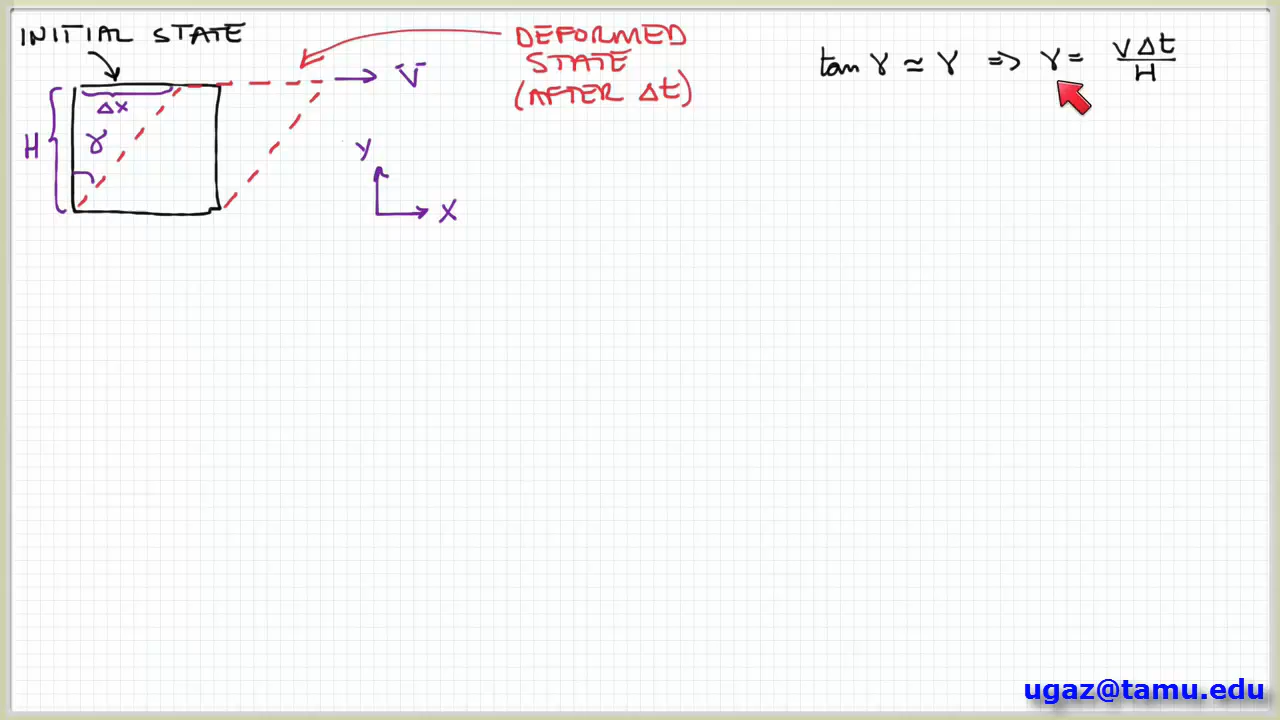 INITIAL STATE
DEFORMED
STATE
(AFTER Δt)
V
Δx
H
γ
y
x
tan γ ≈ γ ⇒ γ = VΔt/H
ugaz@tamu.edu